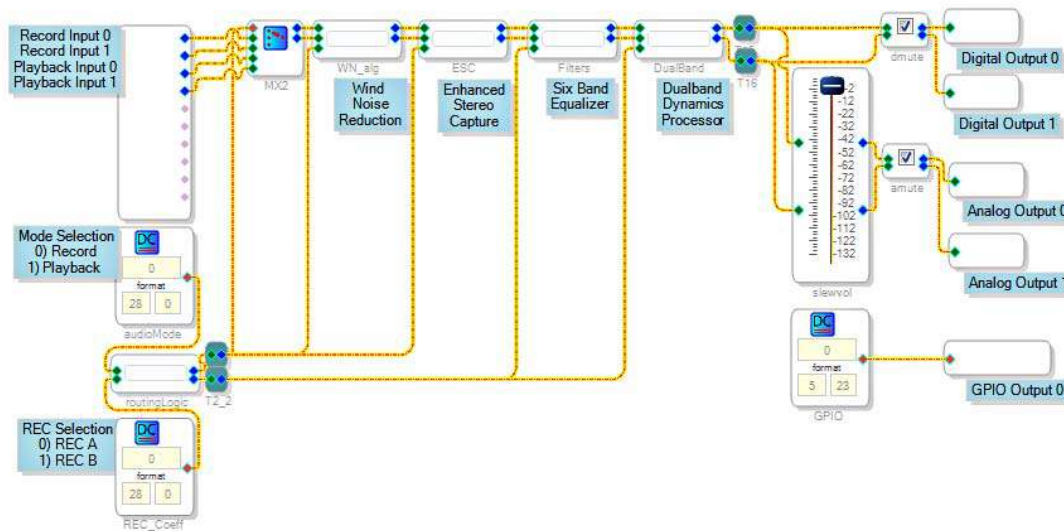 Record Input 0
Record Input 1
Playback Input 0
Playback Input 1
MX2
WN_alg
Wind
Noise
Reduction
ESC
Enhanced
Stereo
Capture
Filters
Six Band
Equalizer
DualBand
Dualband
Dynamics
Processor
T16
dmute
Digital Output 0
Digital Output 1
-2
-12
-22
-32
-42
-52
-62
-72
-82
-92
-102
-112
-122
-132
slewvol
amute
Analog Output 0
Analog Output 1
Mode Selection
0) Record
1) Playback
DC
0
format
28 0
audioMode
routingLogic
T2_2
REC Selection
0) REC A
1) REC B
DC
0
format
28 0
REC_Coeff
DC
0
format
5 23
GPIO
GPIO Output 0